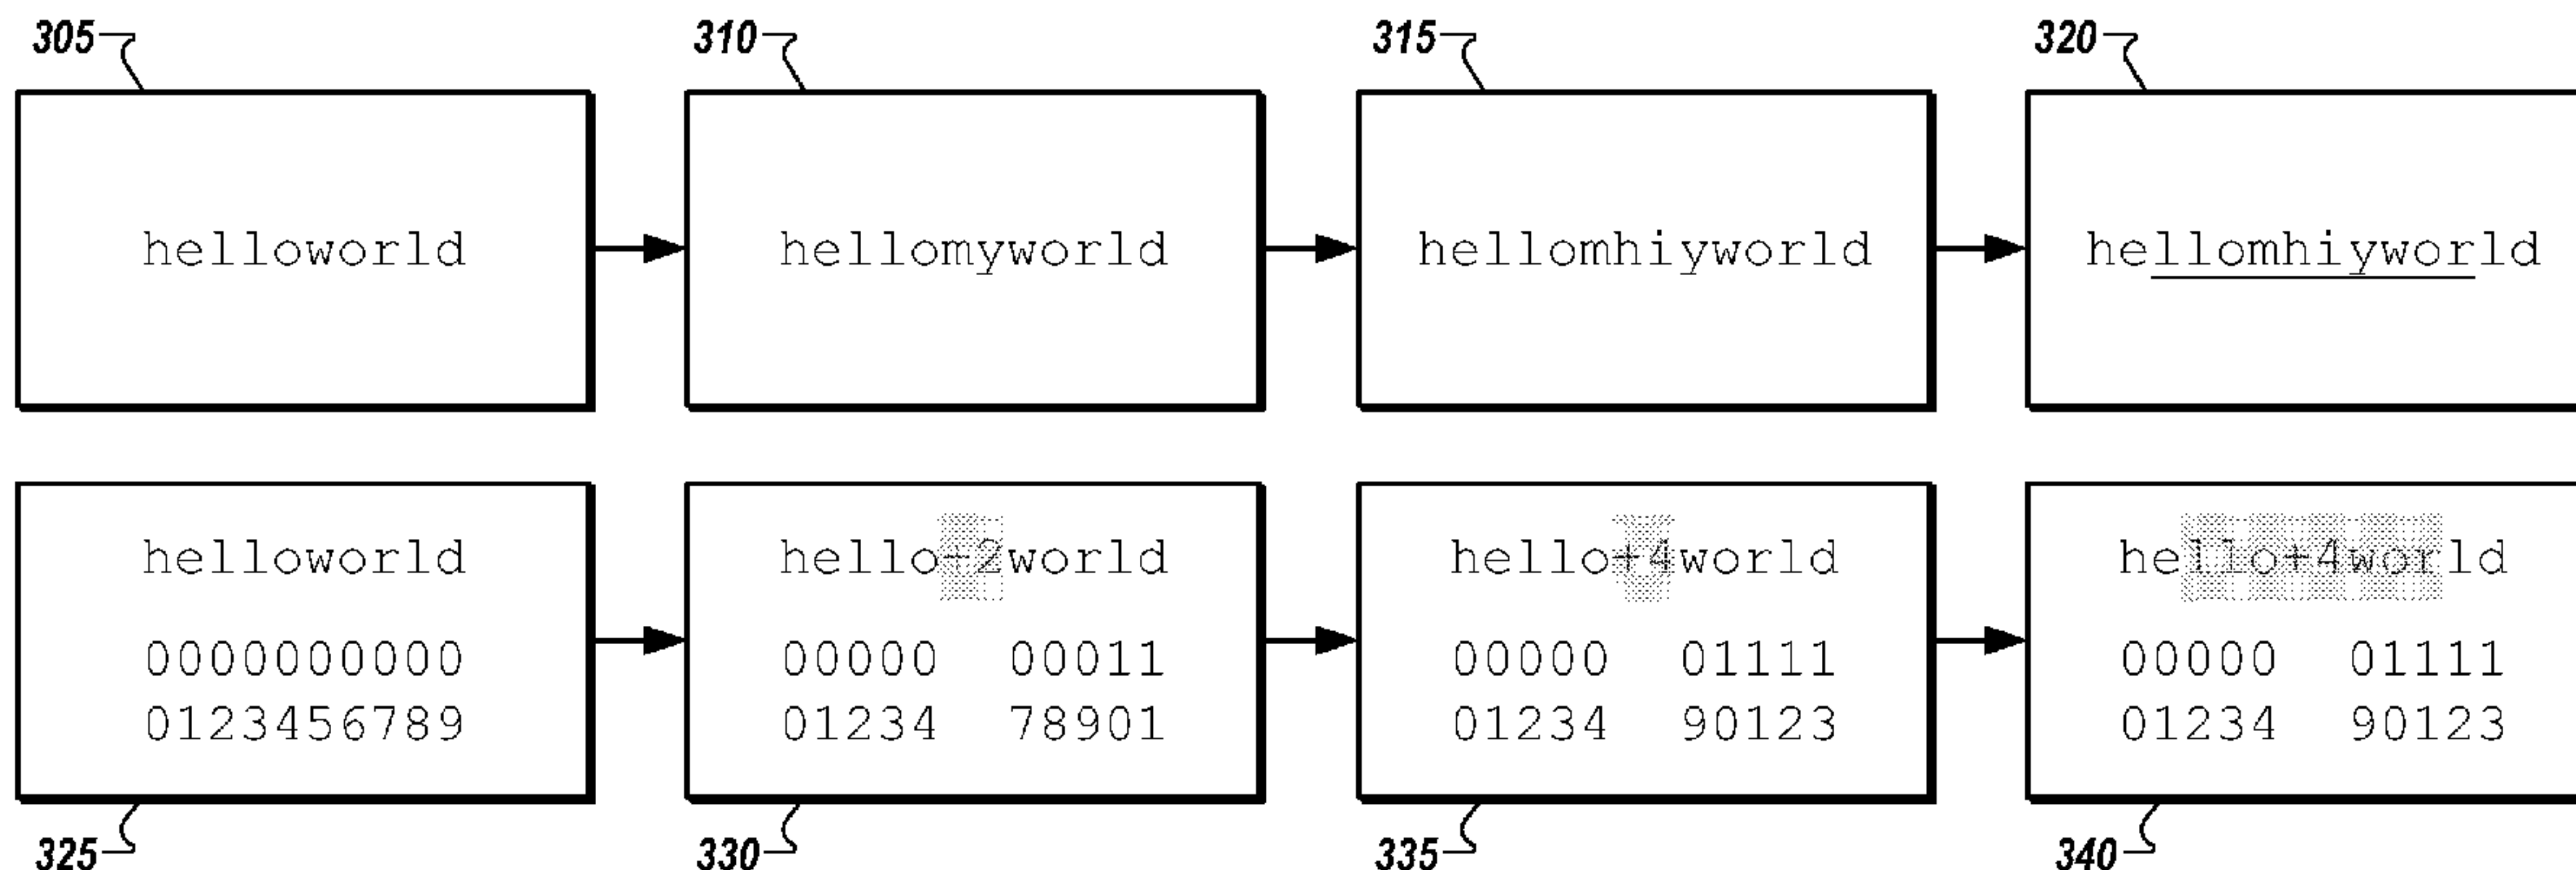 305 310 315 320
helloworld hellomyworld hellomhiyworld hellomhiyworld
helloworld hello+2world hello+4world hello+4world
0000000000 00000 00011 00000 01111 00000 01111
0123456789 01234 78901 01234 90123 01234 90123
325 330 335 340